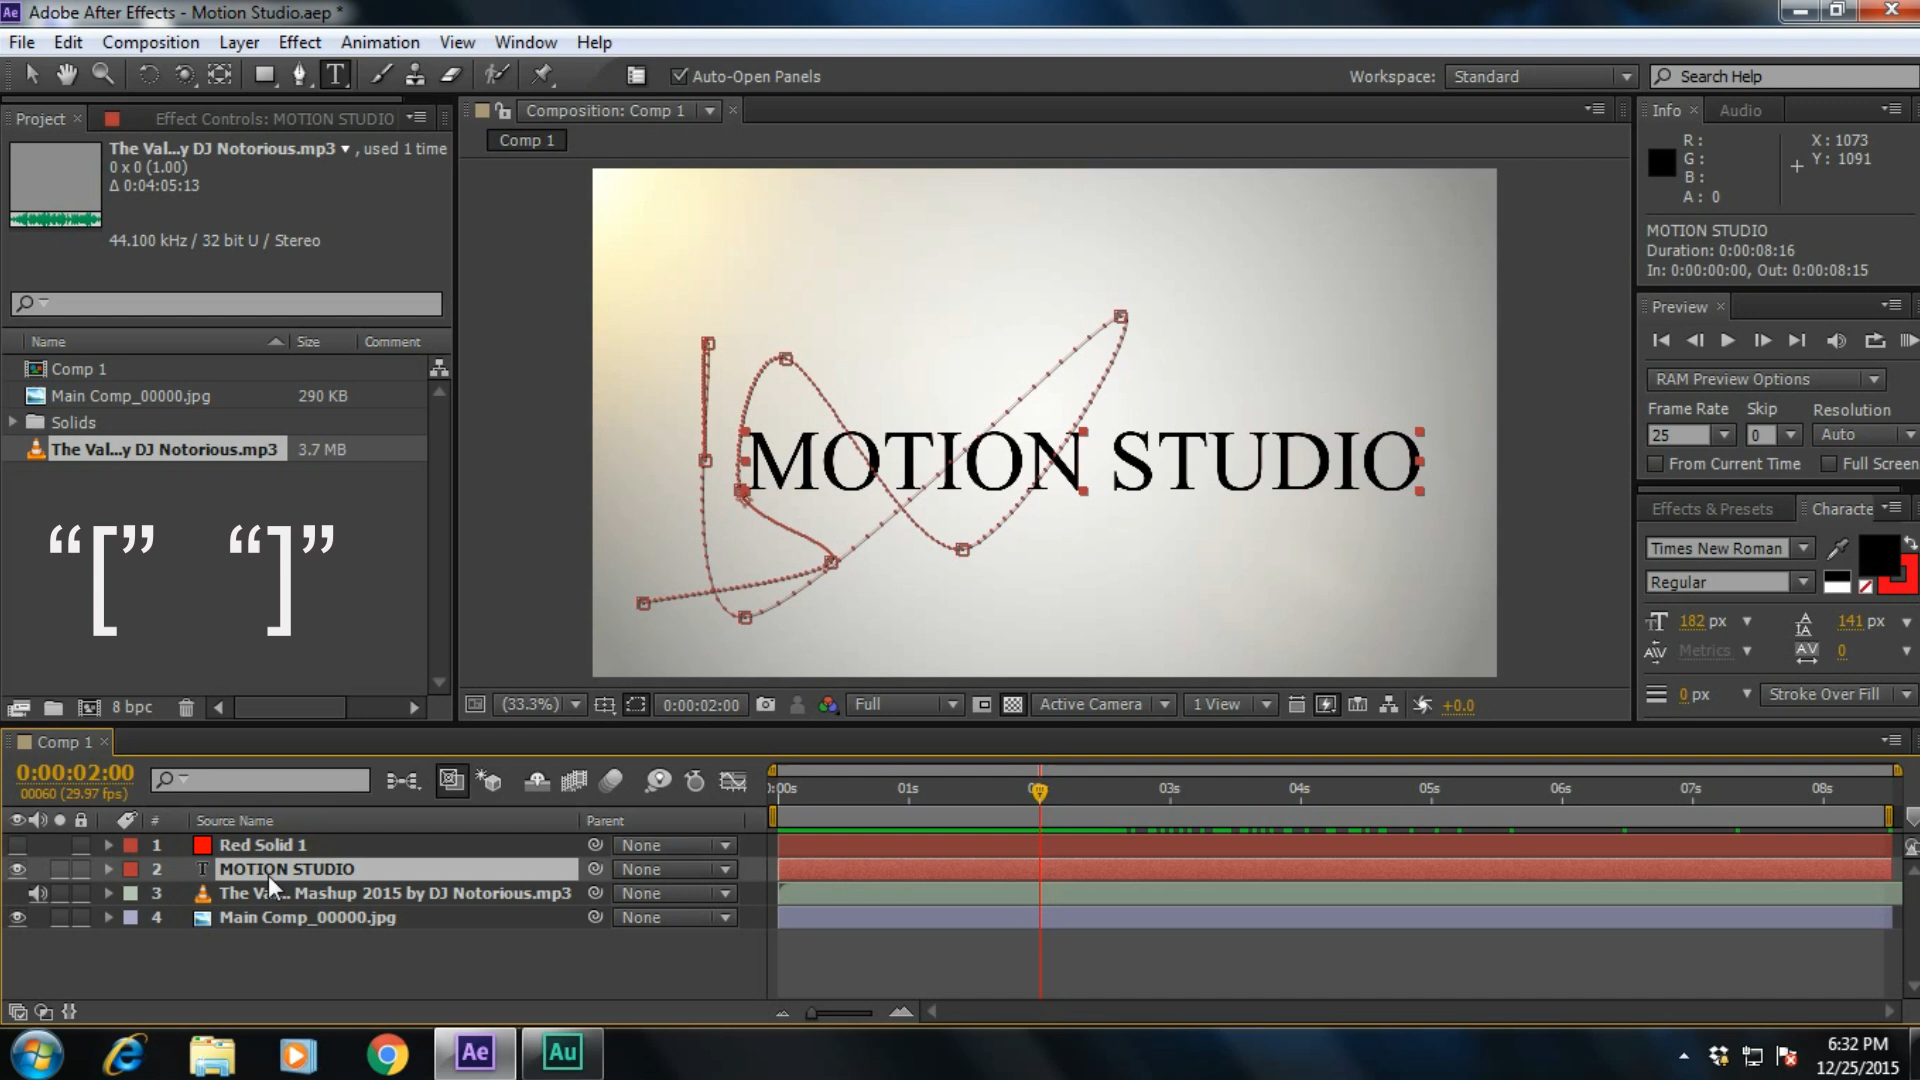 Ae Adobe After Effects - Motion Studio.aep *
File Edit Composition Layer Effect Animation View Window Help
T Auto-Open Panels Workspace: Standard Search Help
Project Effect Controls: MOTION STUDIO
Composition: Comp 1
Info Audio
Comp 1
The Val...y DJ Notorious.mp3 , used 1 time
0 x 0 (1.00)
Δ 0:04:05:13
44.100 kHz / 32 bit U / Stereo
R :
G :
B :
A : 0
X : 1073
Y : 1091
MOTION STUDIO
Duration: 0:00:08:16
In: 0:00:00:00, Out: 0:00:08:15
Name Size Comment
Comp 1
Main Comp_00000.jpg 290 KB
Solids
The Val...y DJ Notorious.mp3 3.7 MB
“[” “]”
8 bpc
MOTION STUDIO
(33.3%) 0:00:02:00 Full Active Camera 1 View +0.0
Preview
RAM Preview Options
Frame Rate Skip Resolution
25 0 Auto
From Current Time Full Screen
Effects & Presets Characte
Times New Roman
Regular
182 px 141 px
Metrics 0
0 px Stroke Over Fill
Comp 1
0:00:02:00
00060 (29.97 fps)
:00s 01s 03s 04s 05s 06s 07s 08s
# Source Name Parent
1 Red Solid 1 None
2 T MOTION STUDIO None
3 The Va... Mashup 2015 by DJ Notorious.mp3 None
4 Main Comp_00000.jpg None
Ae Au
6:32 PM
12/25/2015